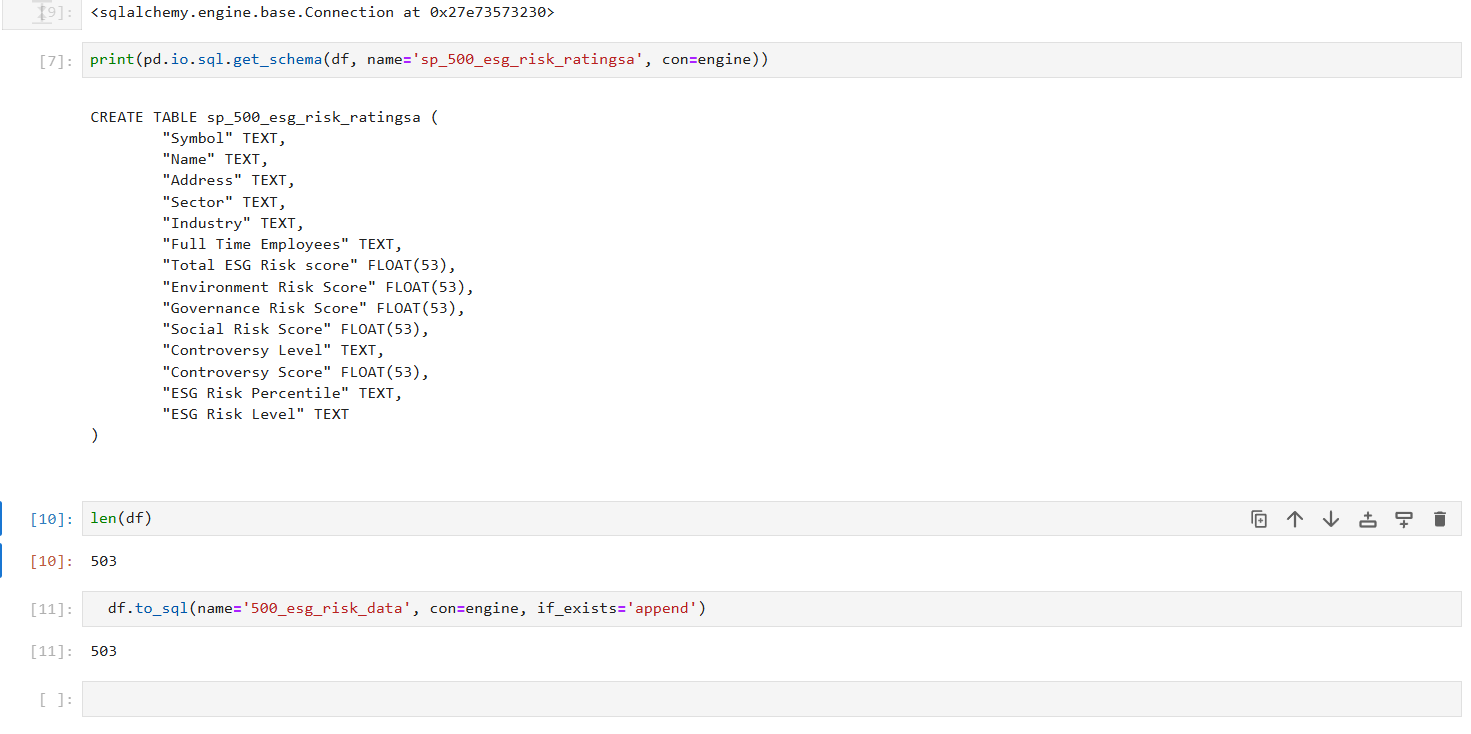 [9]: <sqlalchemy.engine.base.Connection at 0x27e73573230>
[7]: print(pd.io.sql.get_schema(df, name='sp_500_esg_risk_ratingsa', con=engine))
CREATE TABLE sp_500_esg_risk_ratingsa (
"Symbol" TEXT,
"Name" TEXT,
"Address" TEXT,
"Sector" TEXT,
"Industry" TEXT,
"Full Time Employees" TEXT,
"Total ESG Risk score" FLOAT(53),
"Environment Risk Score" FLOAT(53),
"Governance Risk Score" FLOAT(53),
"Social Risk Score" FLOAT(53),
"Controversy Level" TEXT,
"Controversy Score" FLOAT(53),
"ESG Risk Percentile" TEXT,
"ESG Risk Level" TEXT
)
[10]: len(df)
[10]: 503
[11]: df.to_sql(name='500_esg_risk_data', con=engine, if_exists='append')
[11]: 503
[ ]: